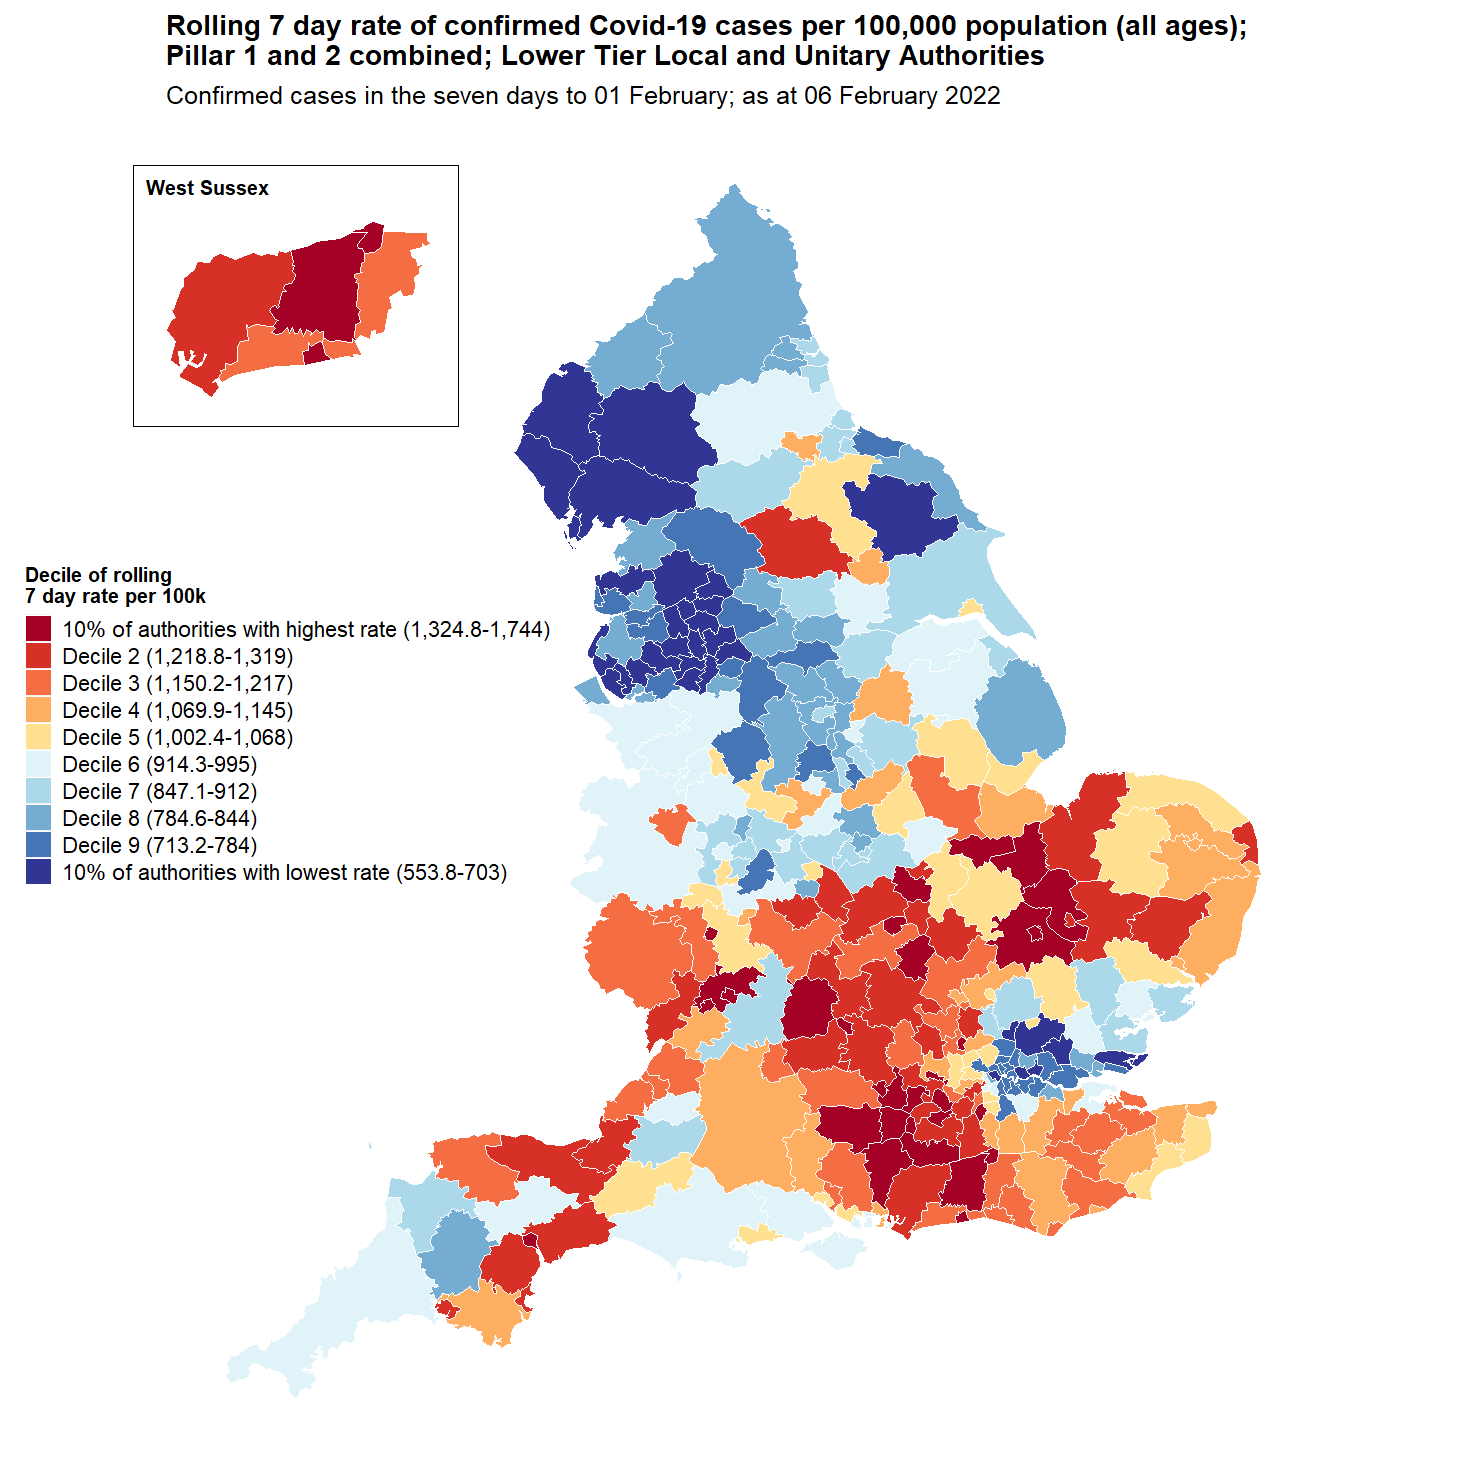 Rolling 7 day rate of confirmed Covid-19 cases per 100,000 population (all ages);
Pillar 1 and 2 combined; Lower Tier Local and Unitary Authorities
Confirmed cases in the seven days to 01 February; as at 06 February 2022
West Sussex
Decile of rolling
7 day rate per 100k
10% of authorities with highest rate (1,324.8-1,744)
Decile 2 (1,218.8-1,319)
Decile 3 (1,150.2-1,217)
Decile 4 (1,069.9-1,145)
Decile 5 (1,002.4-1,068)
Decile 6 (914.3-995)
Decile 7 (847.1-912)
Decile 8 (784.6-844)
Decile 9 (713.2-784)
10% of authorities with lowest rate (553.8-703)